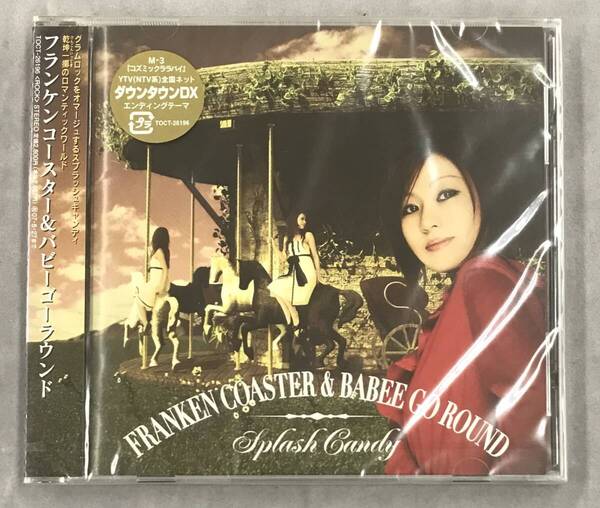 グラムロックをオマージュするスプラッシュキャンディ
乾坤一擲のロマンティックワールド
フランケンコースター&バビーゴーラウンド
TOCT-26196 <ROCK> STEREO
M-3
「コズミックララバイ」
YTV(NTV系)全国ネット
ダウンタウンDX
エンディングテーマ
TOCT-26196
FRANKEN COASTER & BABEE GO ROUND
Splash Candy